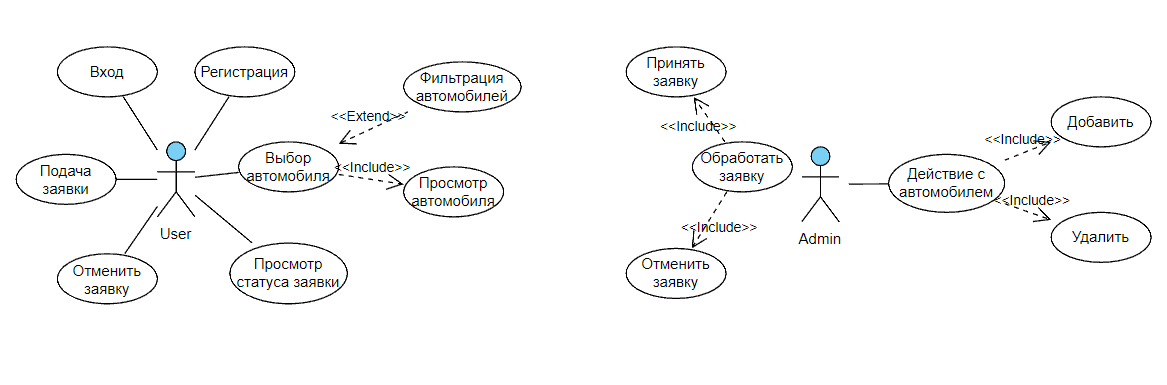 Вход
Регистрация
Фильтрация
автомобилей
<<Extend>>
Выбор
автомобиля
<<Include>>
Просмотр
автомобиля
Подача
заявки
User
Отменить
заявку
Просмотр
статуса заявки
Принять
заявку
<<Include>>
Обработать
заявку
<<Include>>
Отменить
заявку
Admin
Действие с
автомобилем
<<Include>>
Добавить
<<Include>>
Удалить